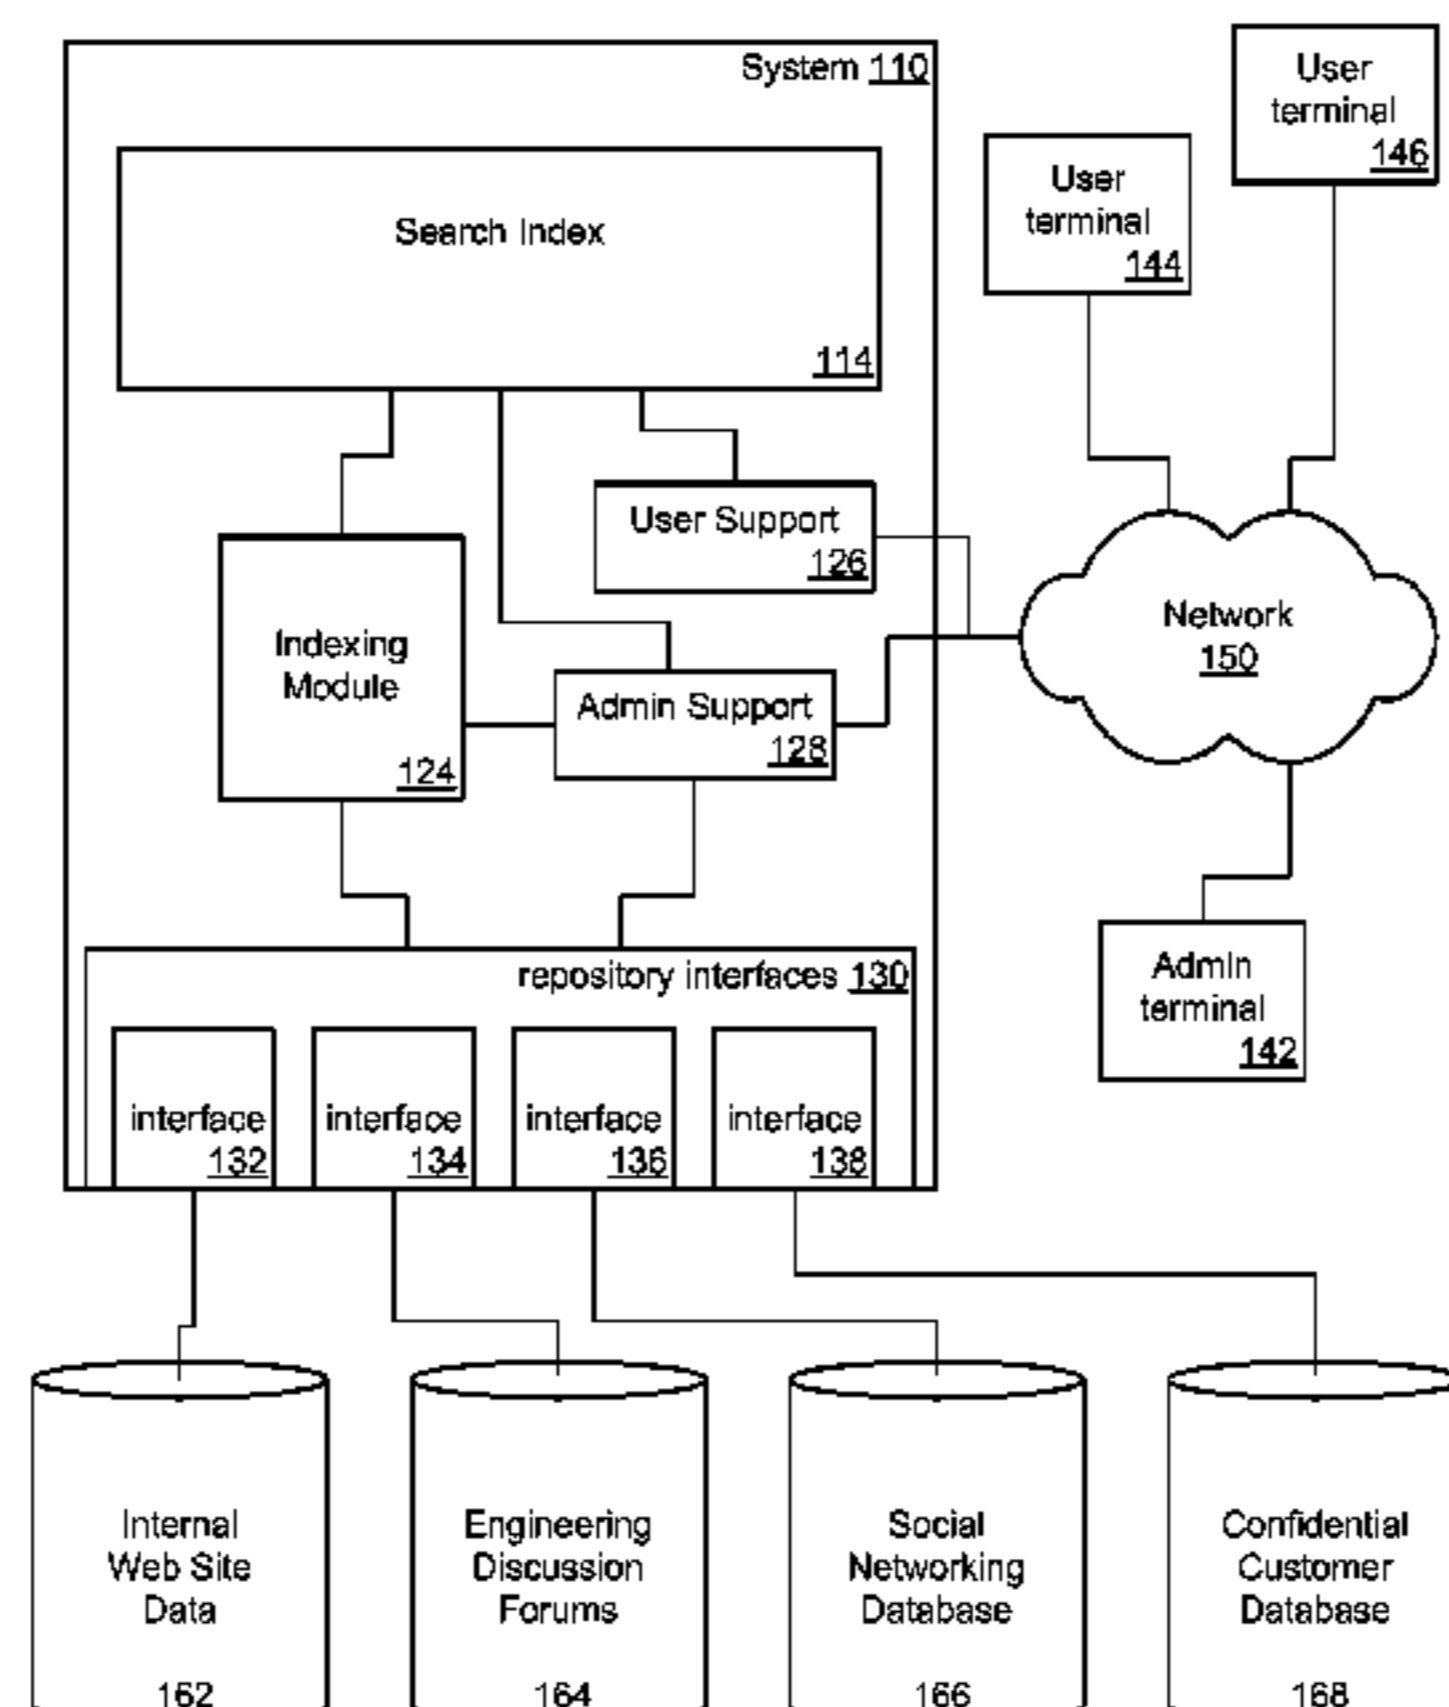 System 110
User
terminal
146
User
terminal
144
Search Index
114
User Support
126
Network
150
Indexing
Module
124
Admin Support
128
Admin
terminal
142
repository interfaces 130
interface
132
interface
134
interface
136
interface
138
Internal
Web Site
Data
162
Engineering
Discussion
Forums
164
Social
Networking
Database
166
Confidential
Customer
Database
168